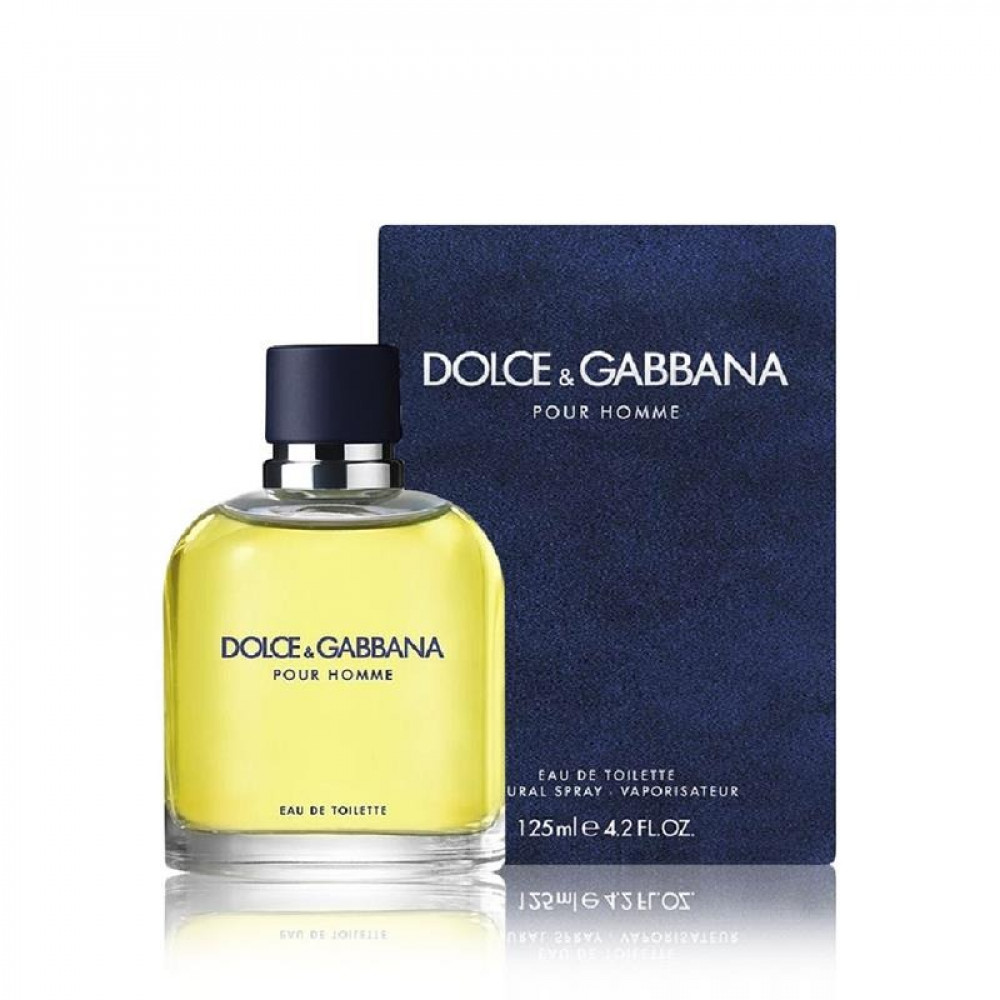 DOLCE & GABBANA
POUR HOMME
EAU DE TOILETTE
DOLCE & GABBANA
POUR HOMME
EAU DE TOILETTE
URAL SPRAY · VAPORISATEUR
125ml e 4.2 FL.OZ.